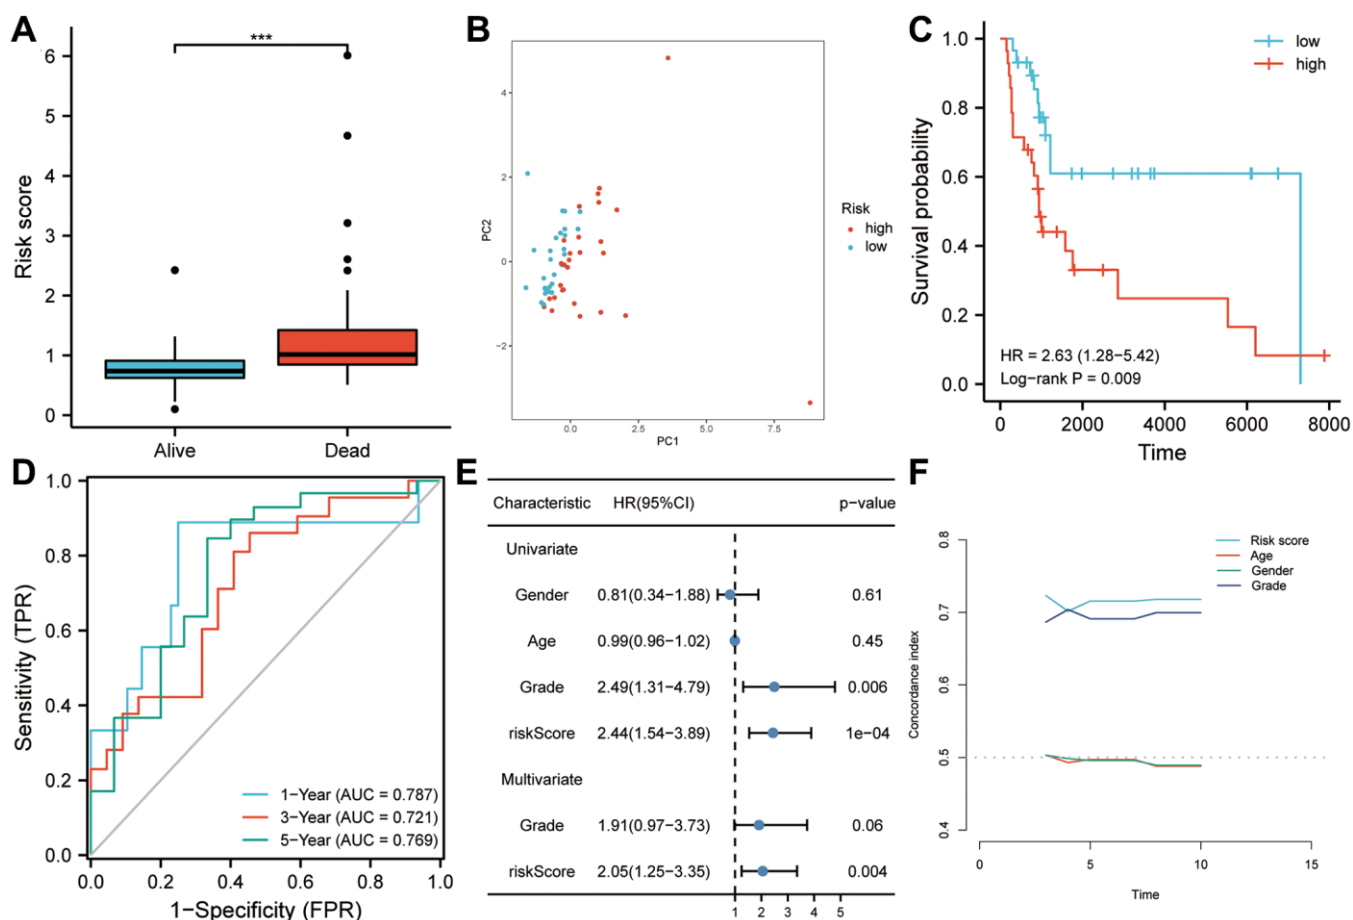 A
***
Risk score
6
5
4
3
2
1
0
Alive Dead
B
PC2
4
2
0
−2
0.0 2.5 5.0 7.5
PC1
Risk
high
low
C
low
high
Survival probability
1.0
0.8
0.6
0.4
0.2
0.0
HR = 2.63 (1.28−5.42)
Log−rank P = 0.009
0 2000 4000 6000 8000
Time
D
Sensitivity (TPR)
1.0
0.8
0.6
0.4
0.2
0.0
1−Year (AUC = 0.787)
3−Year (AUC = 0.721)
5−Year (AUC = 0.769)
0.0 0.2 0.4 0.6 0.8 1.0
1−Specificity (FPR)
E
Characteristic HR(95%CI) p−value
Univariate
Gender 0.81(0.34−1.88) 0.61
Age 0.99(0.96−1.02) 0.45
Grade 2.49(1.31−4.79) 0.006
riskScore 2.44(1.54−3.89) 1e−04
Multivariate
Grade 1.91(0.97−3.73) 0.06
riskScore 2.05(1.25−3.35) 0.004
1 2 3 4 5
F
Risk score
Age
Gender
Grade
Concordance index
0.8
0.7
0.6
0.5
0.4
0 5 10 15
Time